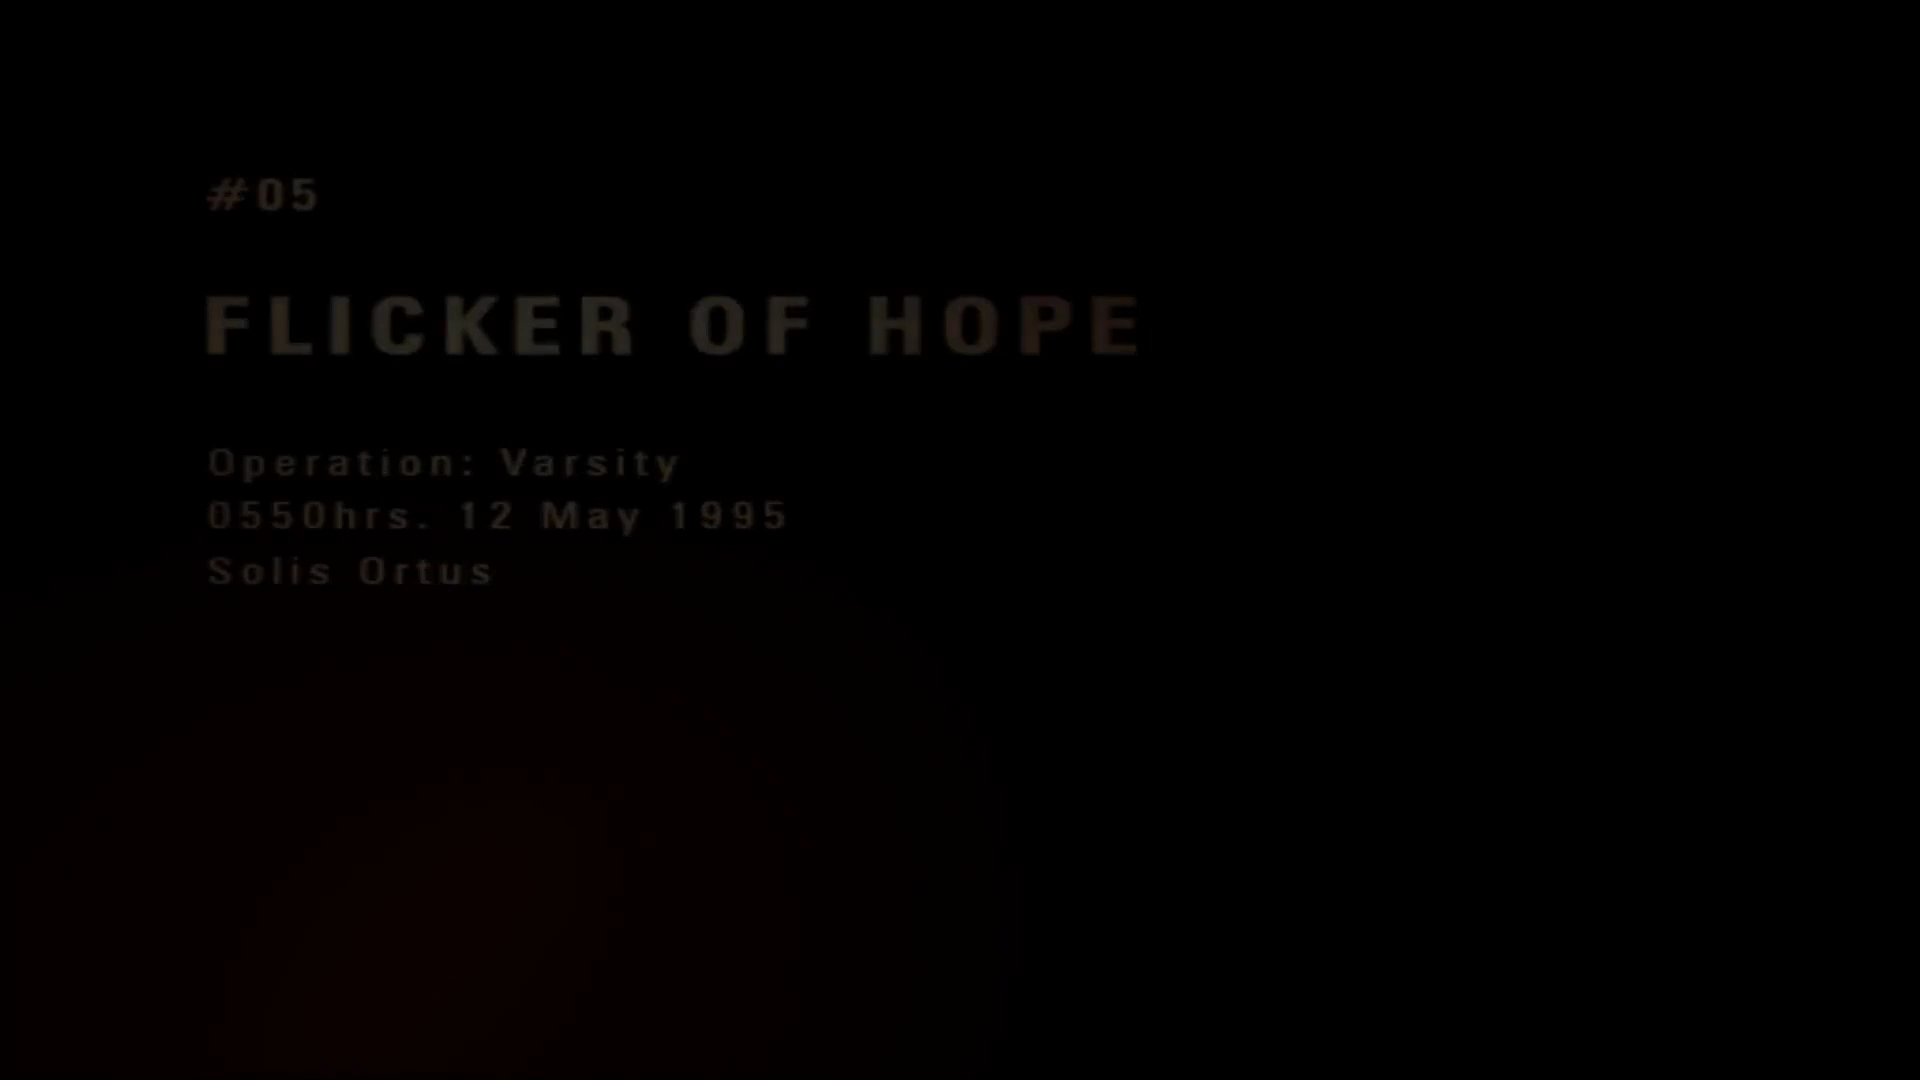 #05
FLICKER OF HOPE
Operation: Varsity
0550hrs. 12 May 1995
Solis Ortus